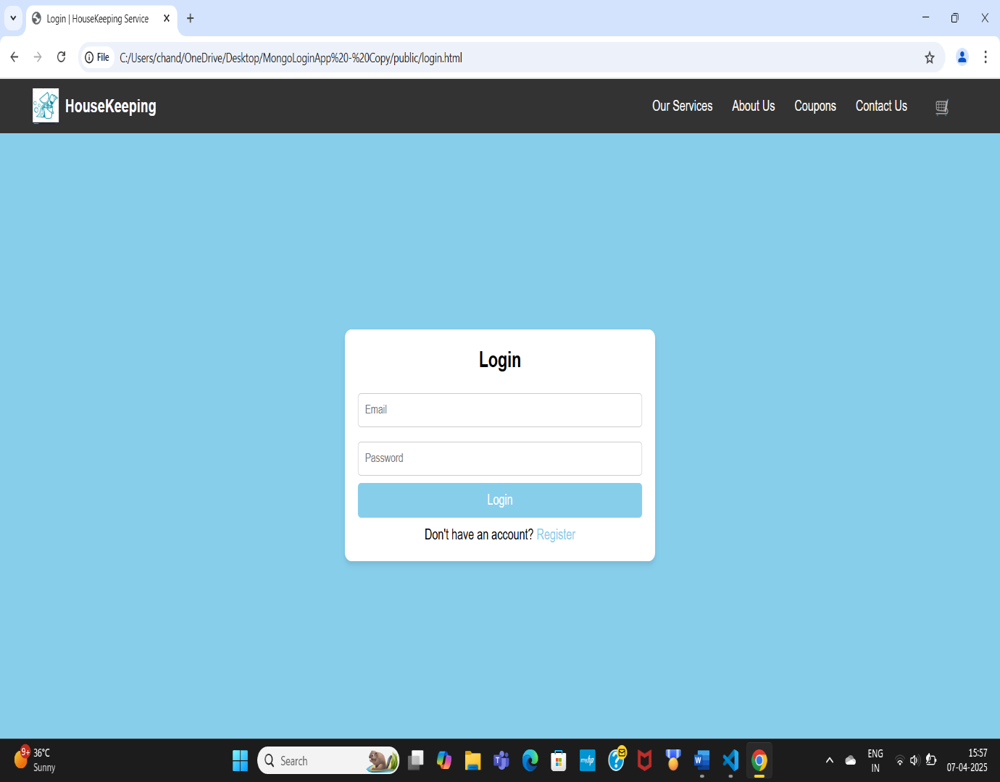 Login | HouseKeeping Service
File
C:/Users/chand/OneDrive/Desktop/MongoLoginApp%20-%20Copy/public/login.html
HouseKeeping
Our Services
About Us
Coupons
Contact Us
Login
Email
Password
Login
Don't have an account? Register
9+
36°C
Sunny
Search
ENG
IN
15:57
07-04-2025